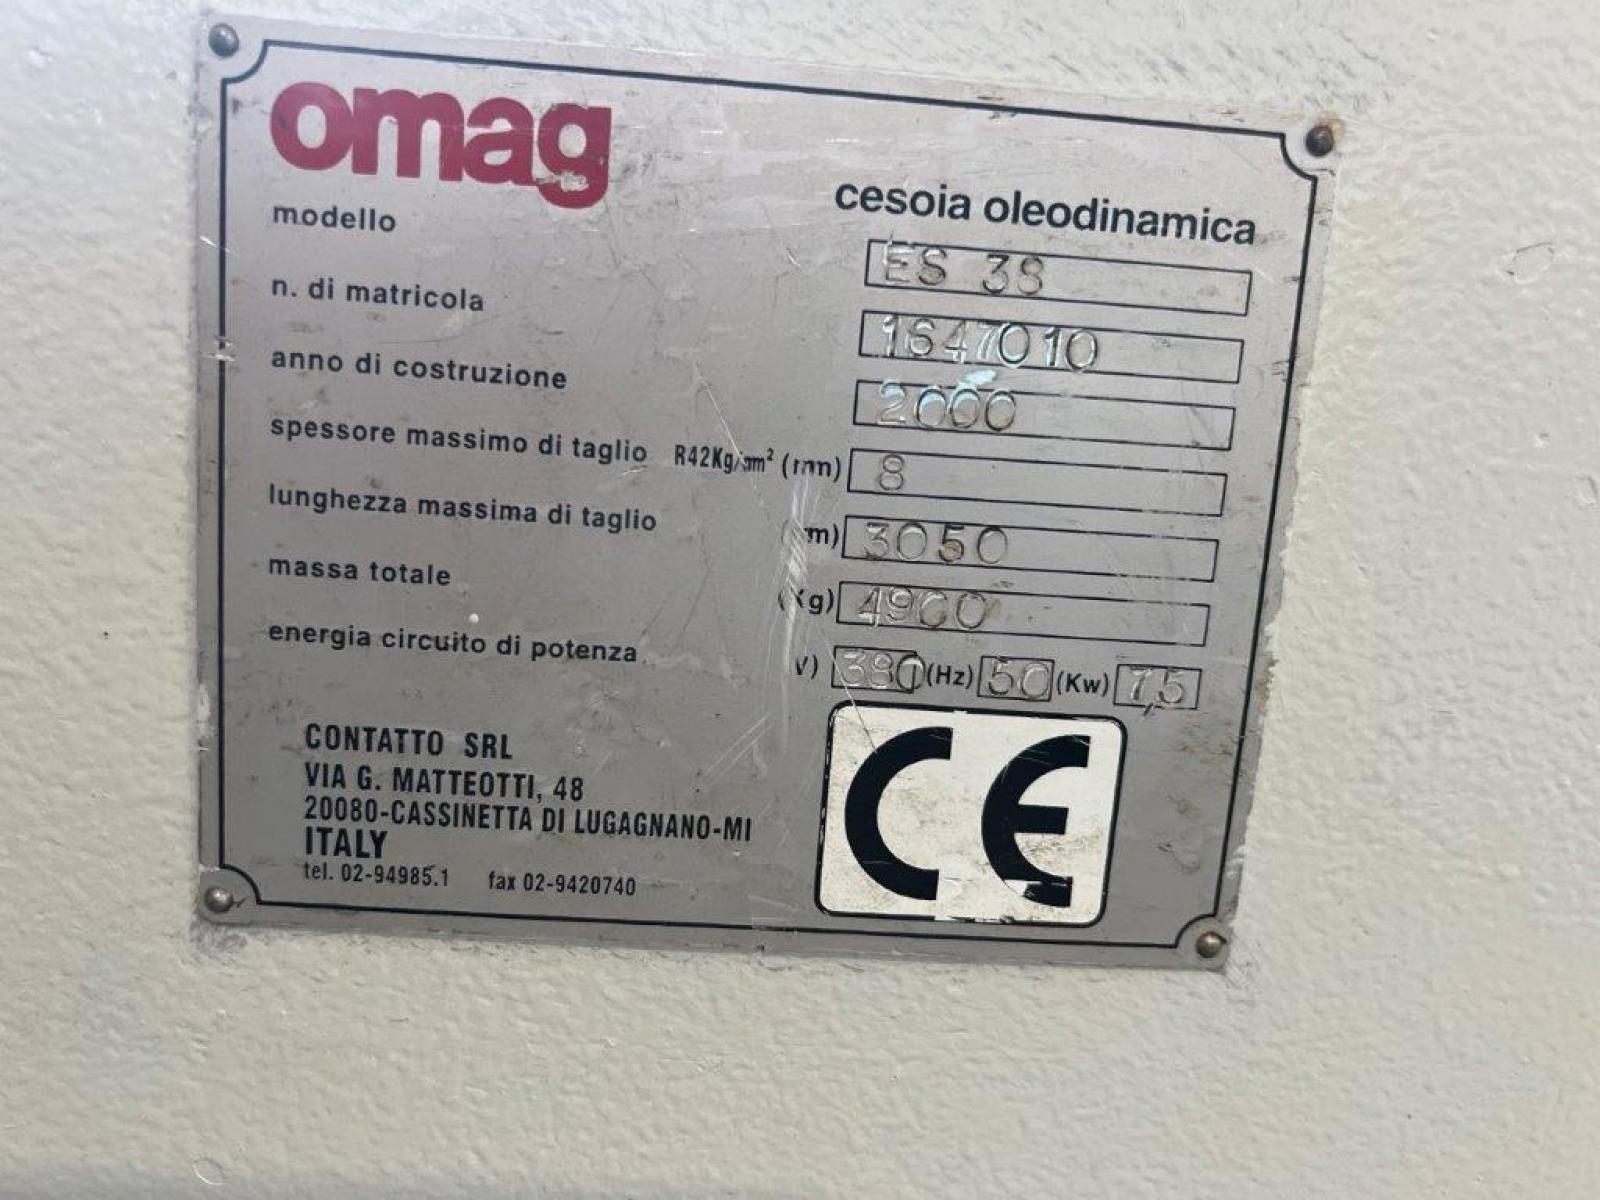 omag
cesoia oleodinamica
modello ES 38
n. di matricola 1647010
anno di costruzione 2000
spessore massimo di taglio R42Kg/mm² (mm) 8
lunghezza massima di taglio m) 3050
massa totale (Kg) 4900
energia circuito di potenza V) 380 (Hz) 50 (Kw) 7,5
CONTATTO SRL
VIA G. MATTEOTTI, 48
20080-CASSINETTA DI LUGAGNANO-MI
ITALY
tel. 02-94985.1 fax 02-9420740
CE